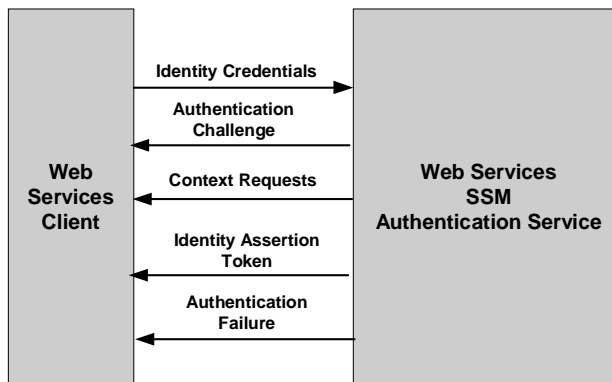 Identity Credentials
Authentication
Challenge
Context Requests
Identity Assertion
Token
Authentication
Failure
Web
Services
Client
Web Services
SSM
Authentication Service